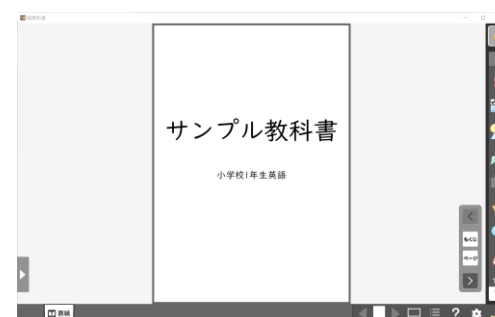 サンプル教科書
小学校1年生英語
もくじ
ページ
表紙
?